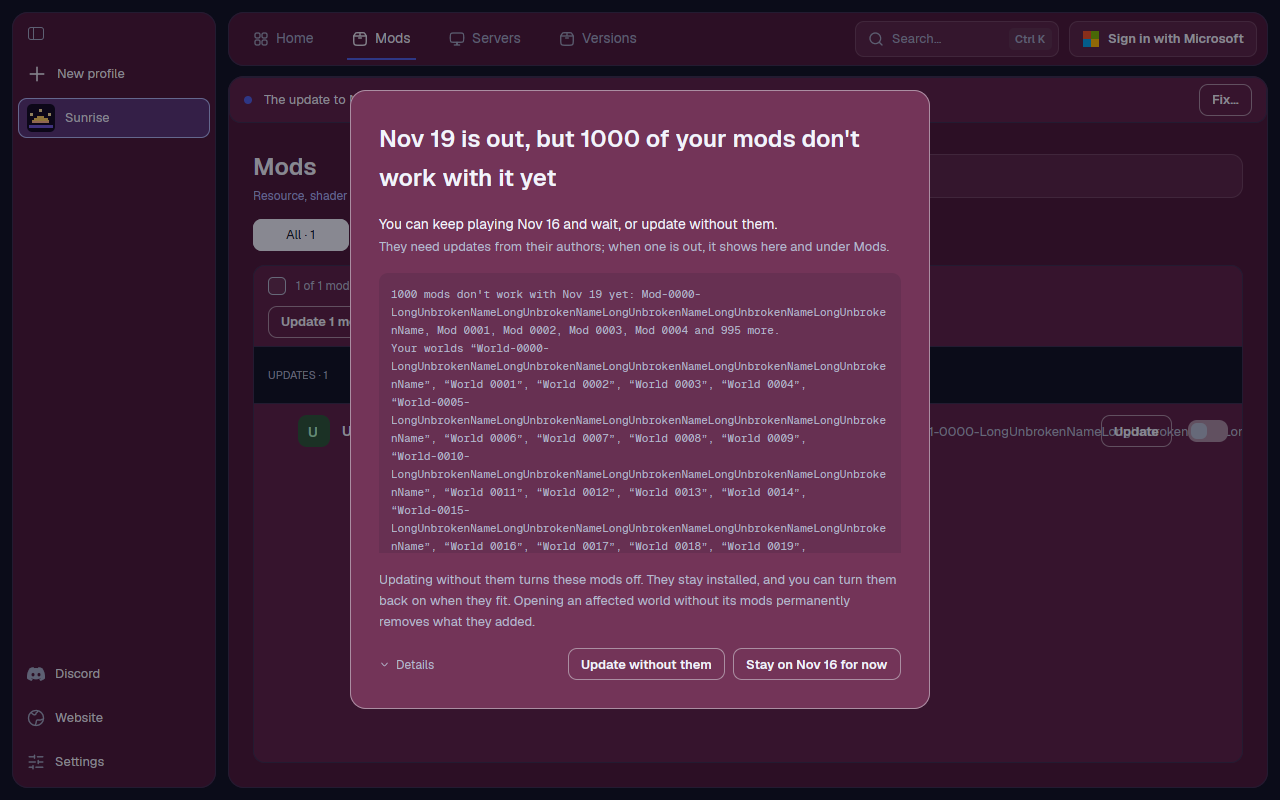 Home
Mods
Servers
Versions
Search...
Ctrl K
Sign in with Microsoft
New profile
Sunrise
The update to
Fix...
Nov 19 is out, but 1000 of your mods don't
work with it yet
You can keep playing Nov 16 and wait, or update without them.
They need updates from their authors; when one is out, it shows here and under Mods.
1000 mods don't work with Nov 19 yet: Mod-0000-
LongUnbrokenNameLongUnbrokenNameLongUnbrokenNameLongUnbrokenNameLongUnbroke
nName, Mod 0001, Mod 0002, Mod 0003, Mod 0004 and 995 more.
Your worlds “World-0000-
LongUnbrokenNameLongUnbrokenNameLongUnbrokenNameLongUnbrokenNameLongUnbroke
nName”, “World 0001”, “World 0002”, “World 0003”, “World 0004”,
“World-0005-
LongUnbrokenNameLongUnbrokenNameLongUnbrokenNameLongUnbrokenNameLongUnbroke
nName”, “World 0006”, “World 0007”, “World 0008”, “World 0009”,
“World-0010-
LongUnbrokenNameLongUnbrokenNameLongUnbrokenNameLongUnbrokenNameLongUnbroke
nName”, “World 0011”, “World 0012”, “World 0013”, “World 0014”,
“World-0015-
LongUnbrokenNameLongUnbrokenNameLongUnbrokenNameLongUnbrokenNameLongUnbroke
nName”, “World 0016”, “World 0017”, “World 0018”, “World 0019”,
Updating without them turns these mods off. They stay installed, and you can turn them
back on when they fit. Opening an affected world without its mods permanently
removes what they added.
Details
Update without them
Stay on Nov 16 for now
Mods
Resource, shader
All · 1
1 of 1 mod
Update 1 m
UPDATES · 1
U
U
-0000-LongUnbrokenName
Update
Discord
Website
Settings